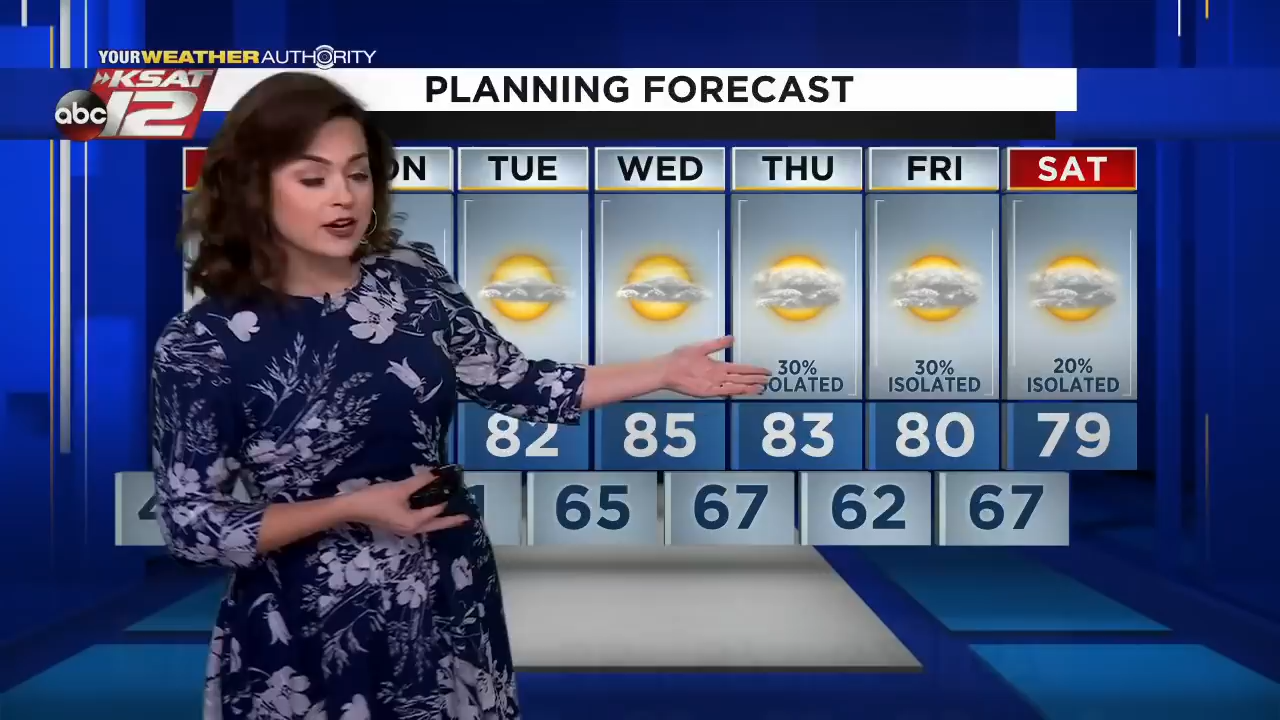 YOUR WEATHER AUTHORITY
KSAT
abc 12
PLANNING FORECAST
TUE WED THU FRI SAT
30% 30% 20%
ISOLATED ISOLATED
82 85 83 80 79
65 67 62 67